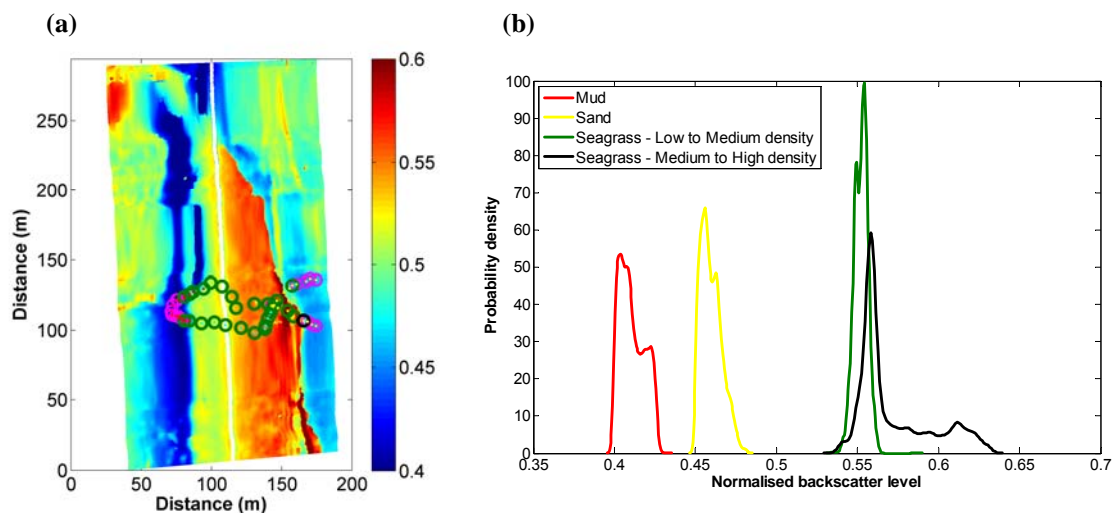 (a)
(b)
0.6
0.55
0.5
0.45
0.4
250
200
150
100
50
0
Distance (m)
0 50 100 150 200
Distance (m)
Mud
Sand
Seagrass - Low to Medium density
Seagrass - Medium to High density
100
90
80
70
60
50
40
30
20
10
0
Probability density
0.35 0.4 0.45 0.5 0.55 0.6 0.65 0.7
Normalised backscatter level